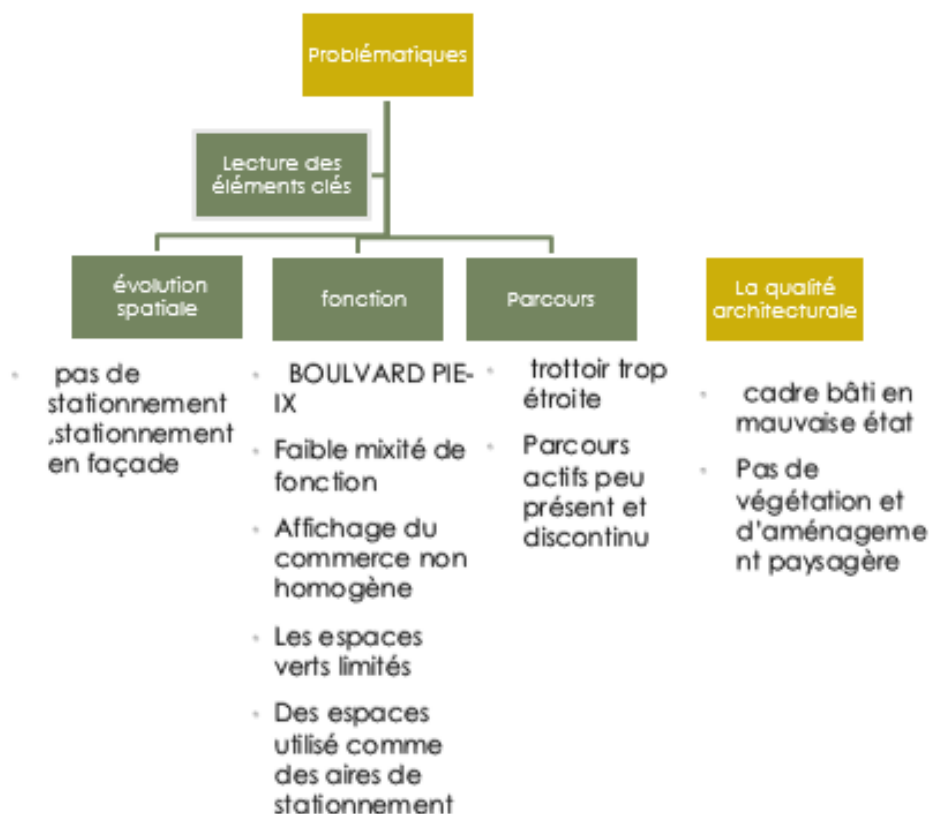 Problématiques
Lecture des
éléments clés
évolution
spatiale
fonction
Parcours
La qualité
architecturale
pas de
stationnement
,stationnement
en façade
BOULVARD PIE-
IX
Faible mixité de
fonction
Affichage du
commerce non
homogène
Les espaces
verts limités
Des espaces
utilisé comme
des aires de
stationnement
trottoir trop
étroite
Parcours
actifs peu
présent et
discontinu
cadre bâti en
mauvaise état
Pas de
végétation et
d'aménageme
nt paysagère